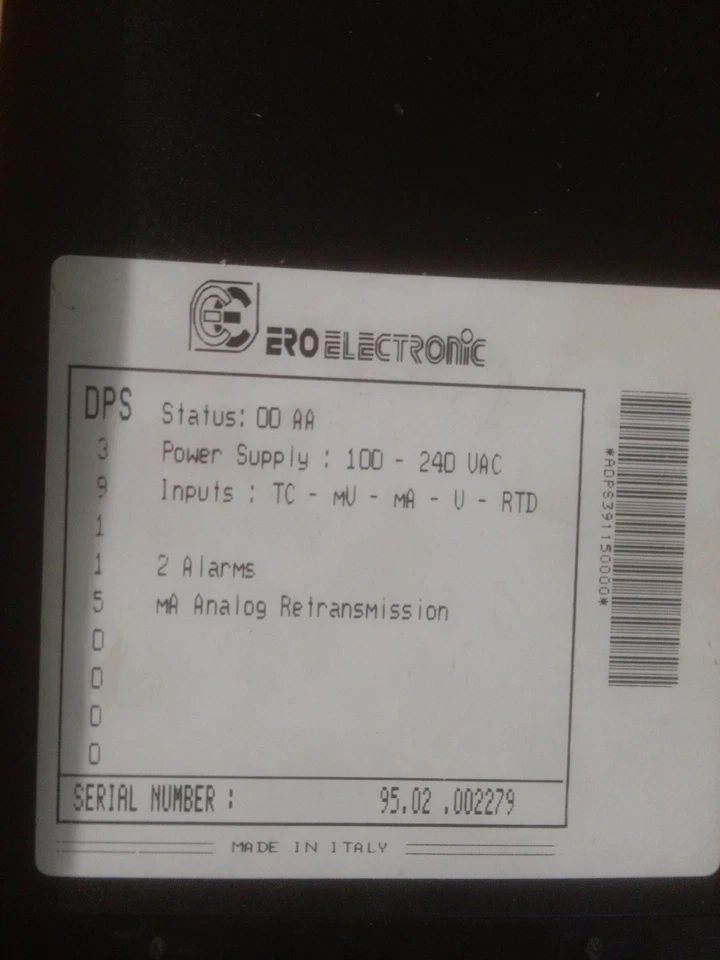 ERO ELECTRONIC
DPS Status: 00 AA
3 Power Supply : 100 - 240 VAC
9 Inputs : TC - mV - mA - V - RTD
1
1 2 Alarms
5 mA Analog Retransmission
0
0
0
0
SERIAL NUMBER : 95.02 .002279
MADE IN ITALY
*ADPS391150000*